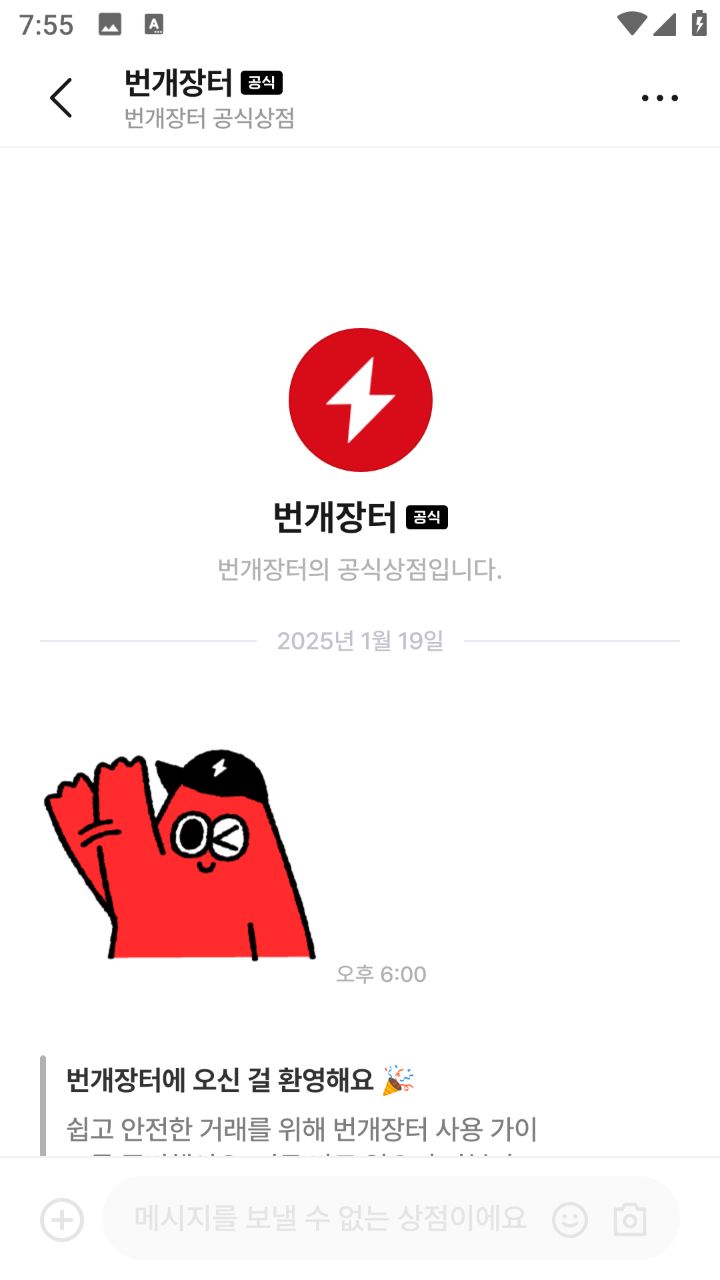 7:55
번개장터 공식
번개장터 공식상점
번개장터 공식
번개장터의 공식상점입니다.
2025년 1월 19일
오후 6:00
번개장터에 오신 걸 환영해요 🎉
쉽고 안전한 거래를 위해 번개장터 사용 가이
메시지를 보낼 수 없는 상점이에요